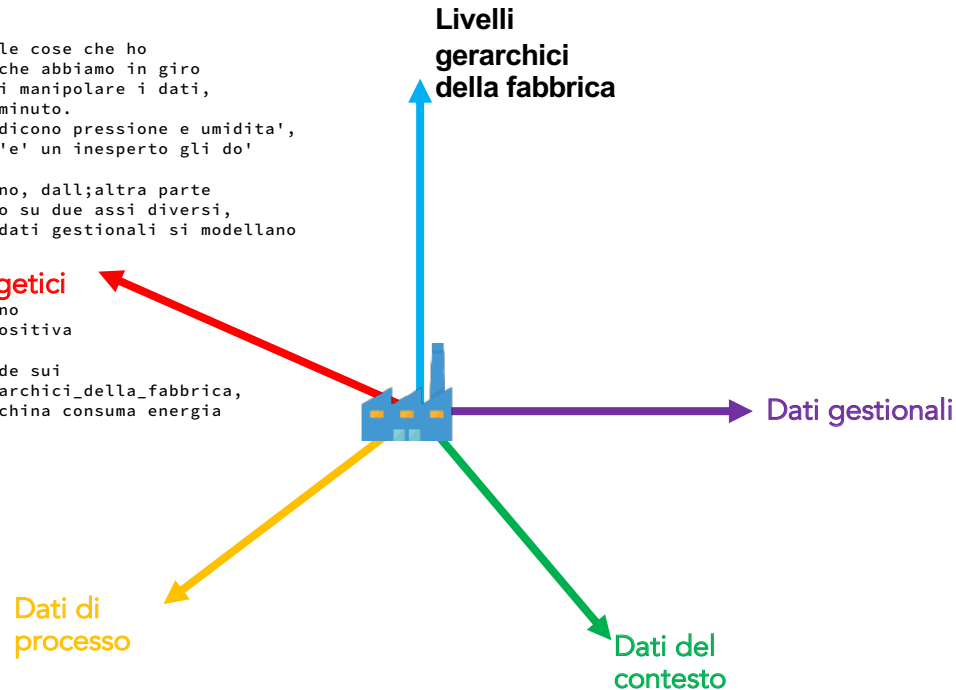 Livelli
gerarchici
della fabbrica
le cose che ho
che abbiamo in giro
i manipolare i dati,
minuto.
dicono pressione e umidita',
'e' un inesperto gli do'
no, dall;altra parte
o su due assi diversi,
dati gestionali si modellano
getici
no
ositiva
de sui
archici_della_fabbrica,
china consuma energia
Dati gestionali
Dati di
processo
Dati del
contesto